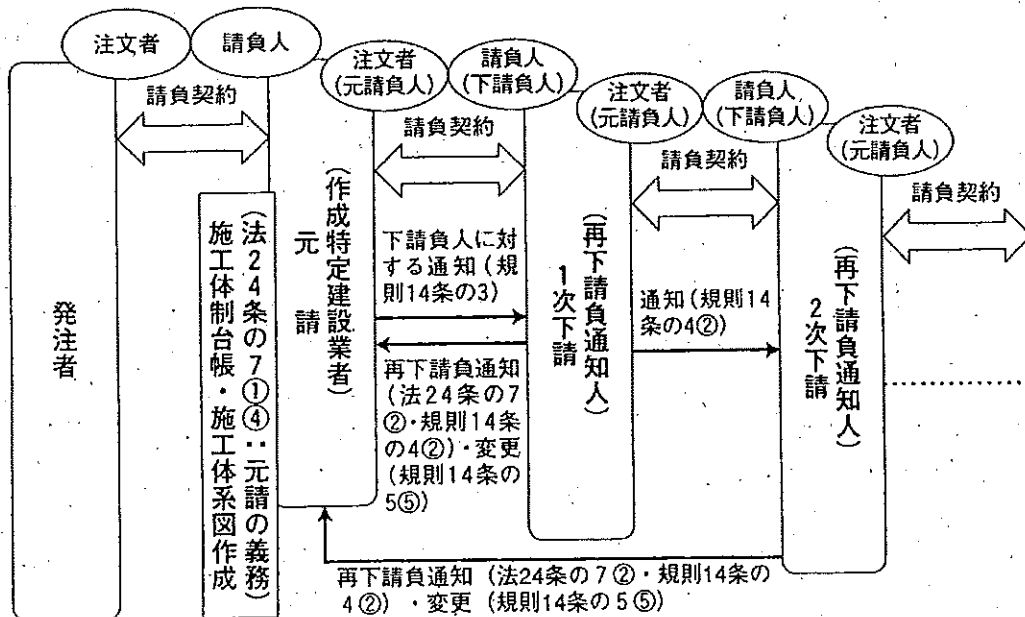 注文者
請負人
注文者
(元請負人)
請負人
(下請負人)
注文者
(元請負人)
請負人
(下請負人)
注文者
(元請負人)
請負契約
請負契約
請負契約
請負契約
発注者
(法24条の7①④：元請の義務)
施工体制台帳・施工体系図作成
(作成特定建設業者)
元請
下請負人に対
する通知(規
則14条の3)
再下請負通知
(法24条の7
②・規則14条
の4②)・変更
(規則14条の
5⑤)
(再下請負通知人)
1次下請
通知(規則14
条の4②)
(再下請負通知人)
2次下請
再下請負通知 (法24条の7②・規則14条の
4②)・変更 (規則14条の5⑤)